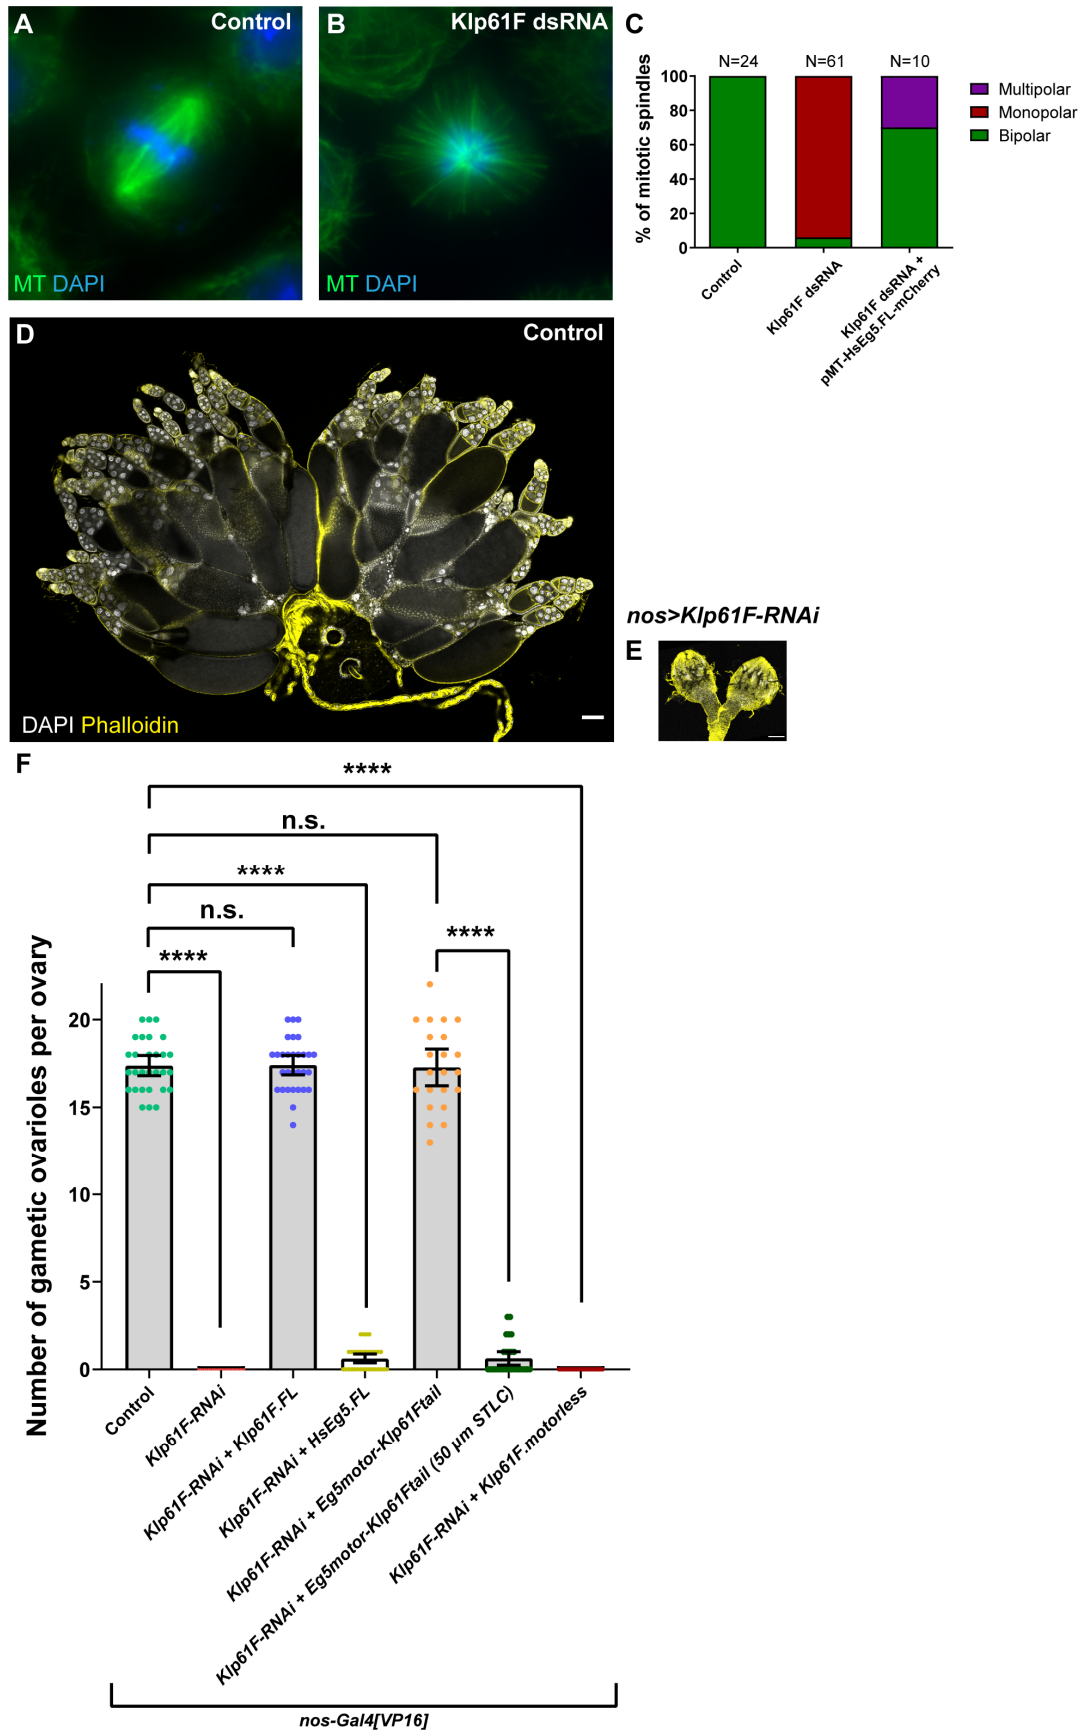 A
Control
MT DAPI
B
Klp61F dsRNA
MT DAPI
C
N=24
N=61
N=10
% of mitotic spindles
100
80
60
40
20
0
Control
Klp61F dsRNA
Klp61F dsRNA +
pMT-HsEg5.FL-mCherry
Multipolar
Monopolar
Bipolar
D
Control
DAPI Phalloidin
nos>Klp61F-RNAi
E
F
****
n.s.
****
n.s.
****
****
Number of gametic ovarioles per ovary
20
15
10
5
0
Control
Klp61F-RNAi
Klp61F-RNAi + Klp61F.FL
Klp61F-RNAi + HsEg5.FL
Klp61F-RNAi + Eg5motor-Klp61Ftail
Klp61F-RNAi + Eg5motor-Klp61Ftail (50 μm STLC)
Klp61F-RNAi + Klp61F.motorless
nos-Gal4[VP16]